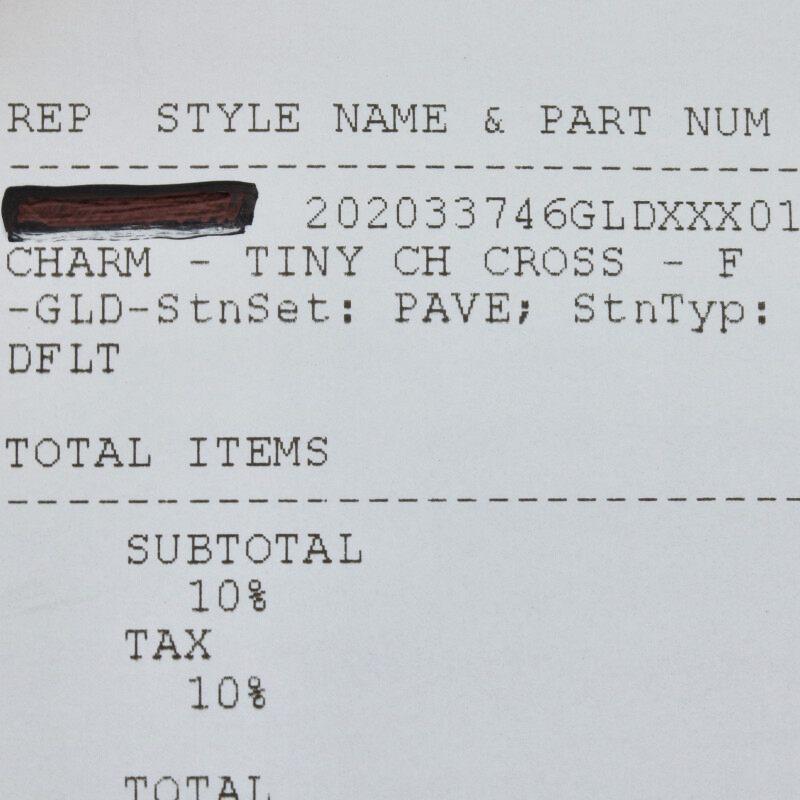 REP STYLE NAME & PART NUM
--------------------------
202033746GLDXXX01
CHARM - TINY CH CROSS - F
-GLD-StnSet: PAVE; StnTyp:
DFLT
TOTAL ITEMS
--------------------------
SUBTOTAL
10%
TAX
10%
TOTAL